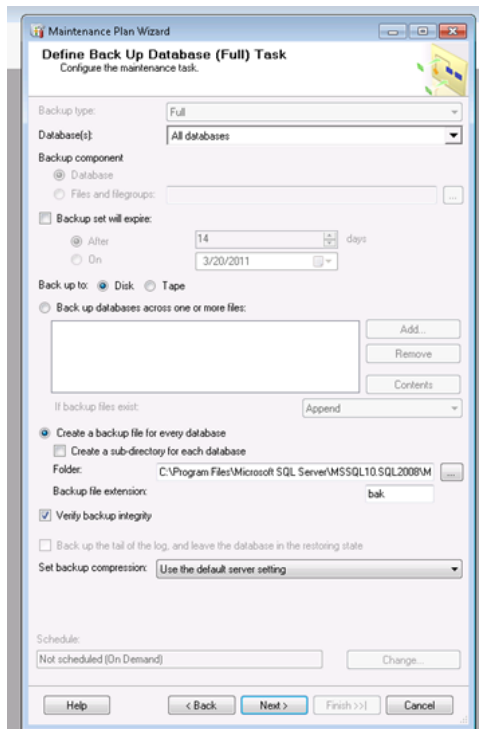 Maintenance Plan Wizard
Define Back Up Database (Full) Task
Configure the maintenance task.
Backup type: Full
Database(s): All databases
Backup component
Database
Files and filegroups: ...
Backup set will expire:
After 14 days
On 3/20/2011
Back up to: Disk Tape
Back up databases across one or more files:
Add...
Remove
Contents
If backup files exist: Append
Create a backup file for every database
Create a sub-directory for each database
Folder: C:\Program Files\Microsoft SQL Server\MSSQL10.SQL2008\M ...
Backup file extension: bak
Verify backup integrity
Back up the tail of the log, and leave the database in the restoring state
Set backup compression: Use the default server setting
Schedule:
Not scheduled (On Demand) Change...
Help < Back Next > Finish >>| Cancel